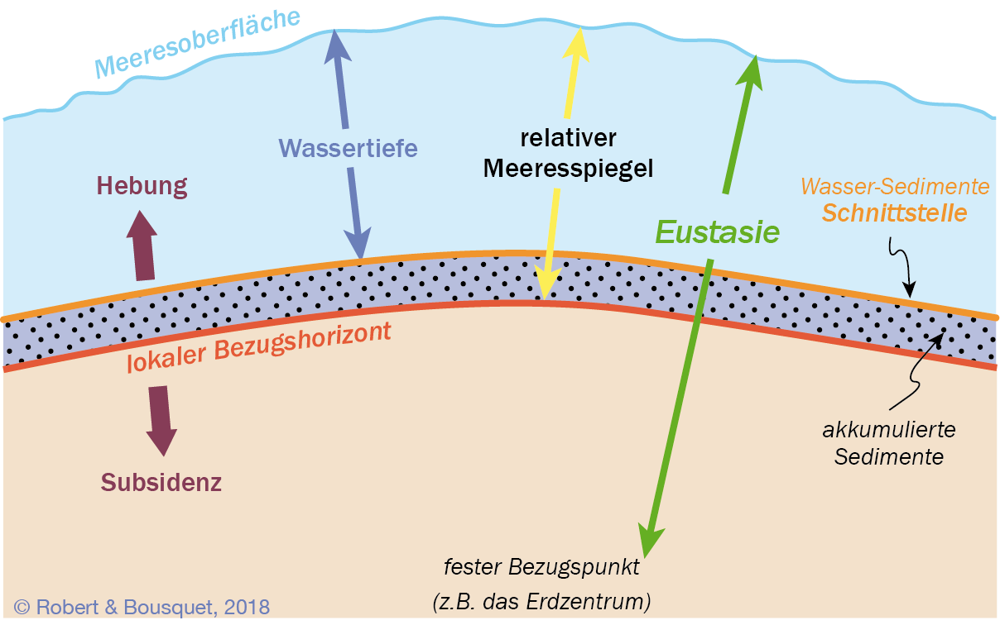 Meeresoberfläche
Wassertiefe
relativer
Meeresspiegel
Hebung
Wasser-Sedimente
Schnittstelle
Eustasie
lokaler Bezugshorizont
akkumulierte
Sedimente
Subsidenz
fester Bezugspunkt
(z.B. das Erdzentrum)
© Robert & Bousquet, 2018